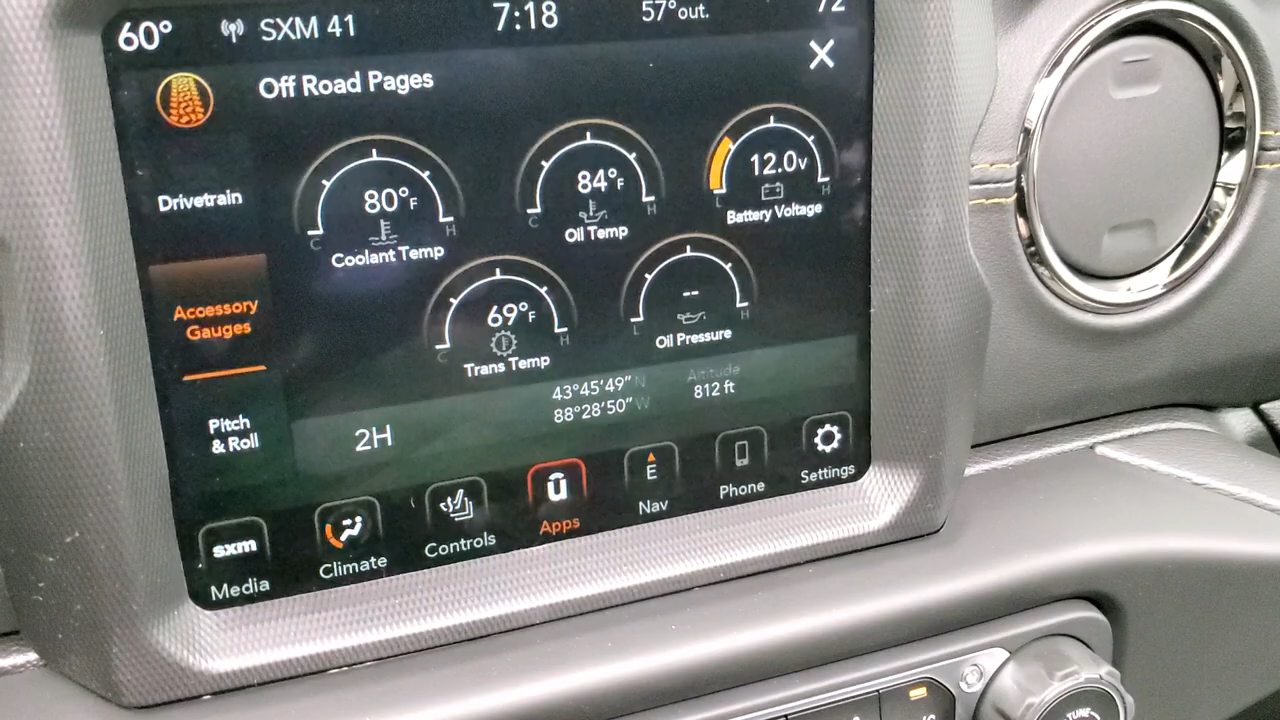 60° SXM 41 7:18 57°out. 72
Off Road Pages
Drivetrain
Accessory
Gauges
Pitch
& Roll
80°F
C H
Coolant Temp
84°F
C H
Oil Temp
12.0v
L H
Battery Voltage
69°F
C H
Trans Temp
--
L H
Oil Pressure
2H
43°45'49" N
88°28'50" W
Altitude
812 ft
sxm
Media
Climate
Controls
û
Apps
E
Nav
Phone
Settings
TUNE